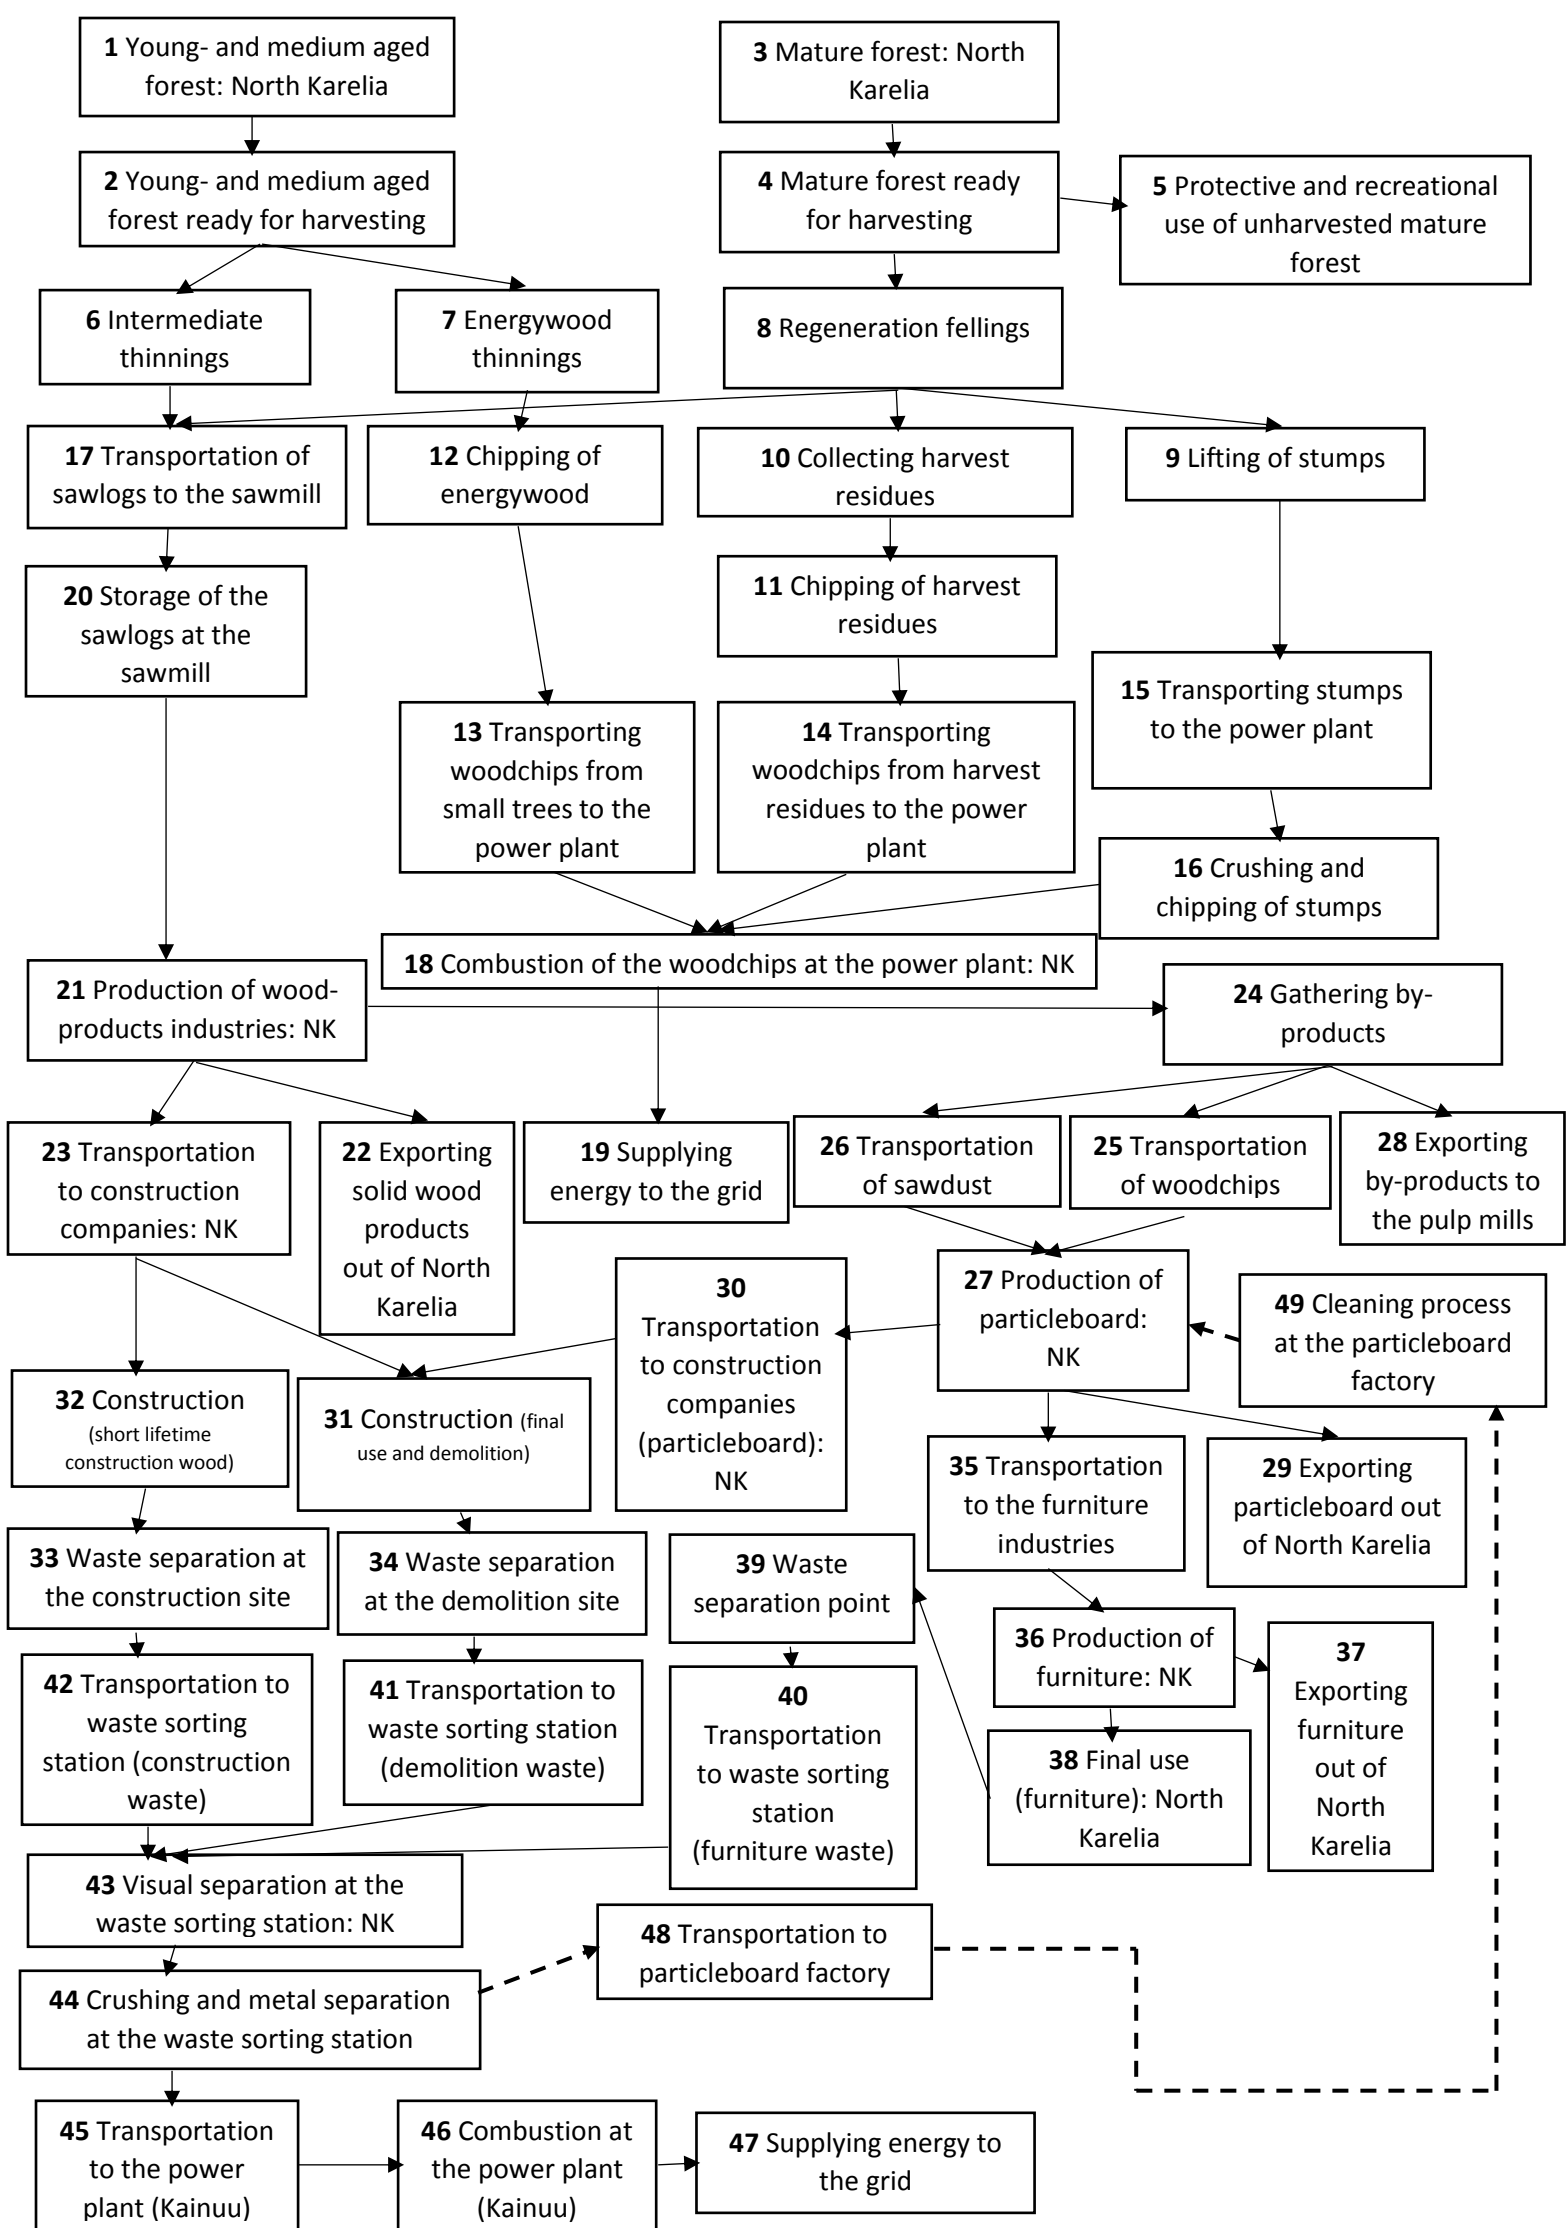 1 Young- and medium aged
forest: North Karelia
3 Mature forest: North
Karelia
2 Young- and medium aged
forest ready for harvesting
4 Mature forest ready
for harvesting
5 Protective and recreational
use of unharvested mature
forest
6 Intermediate
thinnings
7 Energywood
thinnings
8 Regeneration fellings
17 Transportation of
sawlogs to the sawmill
12 Chipping of
energywood
10 Collecting harvest
residues
9 Lifting of stumps
20 Storage of the
sawlogs at the
sawmill
11 Chipping of harvest
residues
15 Transporting stumps
to the power plant
13 Transporting
woodchips from
small trees to the
power plant
14 Transporting
woodchips from harvest
residues to the power
plant
16 Crushing and
chipping of stumps
18 Combustion of the woodchips at the power plant: NK
21 Production of wood-
products industries: NK
24 Gathering by-
products
23 Transportation
to construction
companies: NK
22 Exporting
solid wood
products
out of North
Karelia
19 Supplying
energy to the grid
26 Transportation
of sawdust
25 Transportation
of woodchips
28 Exporting
by-products to
the pulp mills
30
Transportation
to construction
companies
(particleboard):
NK
27 Production of
particleboard:
NK
49 Cleaning process
at the particleboard
factory
32 Construction
(short lifetime
construction wood)
31 Construction (final
use and demolition)
35 Transportation
to the furniture
industries
29 Exporting
particleboard out
of North Karelia
33 Waste separation at
the construction site
34 Waste separation
at the demolition site
39 Waste
separation point
36 Production of
furniture: NK
37
Exporting
furniture
out of
North
Karelia
42 Transportation to
waste sorting
station (construction
waste)
41 Transportation to
waste sorting station
(demolition waste)
40
Transportation
to waste sorting
station
(furniture waste)
38 Final use
(furniture): North
Karelia
43 Visual separation at the
waste sorting station: NK
48 Transportation to
particleboard factory
44 Crushing and metal separation
at the waste sorting station
45 Transportation
to the power
plant (Kainuu)
46 Combustion at
the power plant
(Kainuu)
47 Supplying energy to
the grid